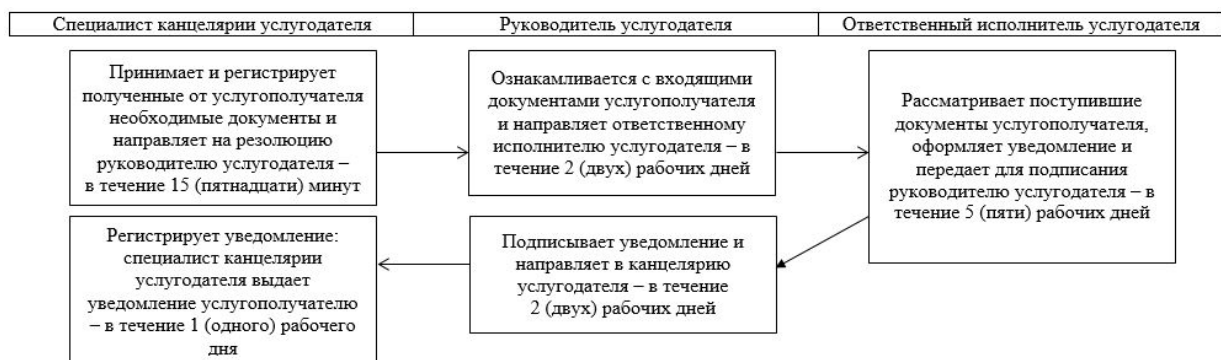 Специалист канцелярии услугодателя
Руководитель услугодателя
Ответственный исполнитель услугодателя
Принимает и регистрирует
полученные от услугополучателя
необходимые документы и
направляет на резолюцию
руководителю услугодателя –
в течение 15 (пятнадцати) минут
Ознакамливается с входящими
документами услугополучателя
и направляет ответственному
исполнителю услугодателя – в
течение 2 (двух) рабочих дней
Рассматривает поступившие
документы услугополучателя,
оформляет уведомление и
передает для подписания
руководителю услугодателя – в
течение 5 (пяти) рабочих дней
Подписывает уведомление и
направляет в канцелярию
услугодателя – в течение
2 (двух) рабочих дней
Регистрирует уведомление:
специалист канцелярии
услугодателя выдает
уведомление услугополучателю
– в течение 1 (одного) рабочего
дня